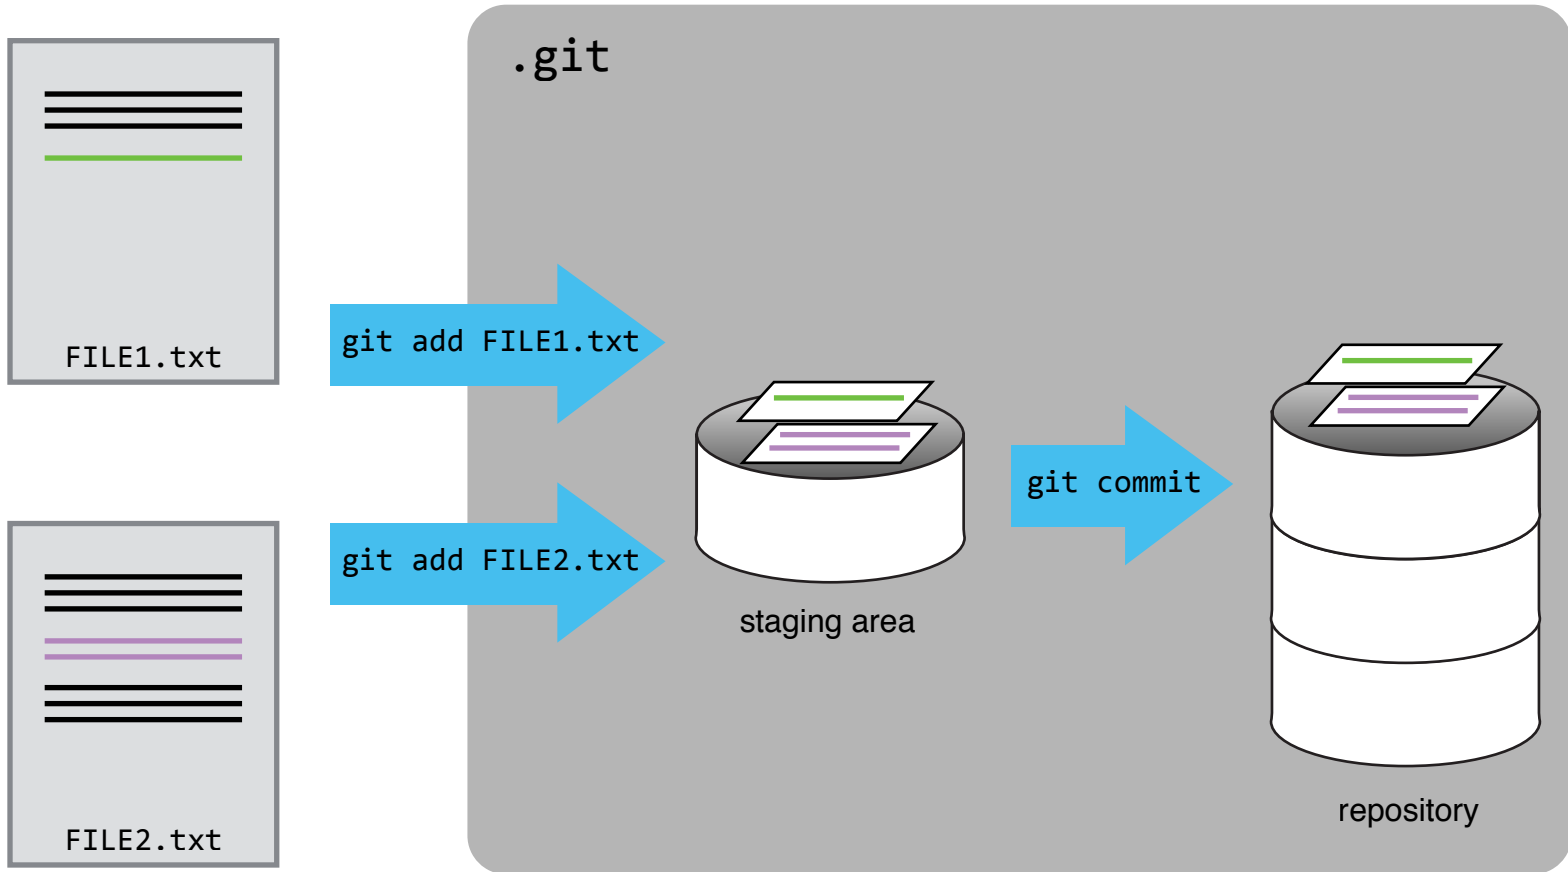 .git
FILE1.txt
git add FILE1.txt
git commit
git add FILE2.txt
staging area
repository
FILE2.txt